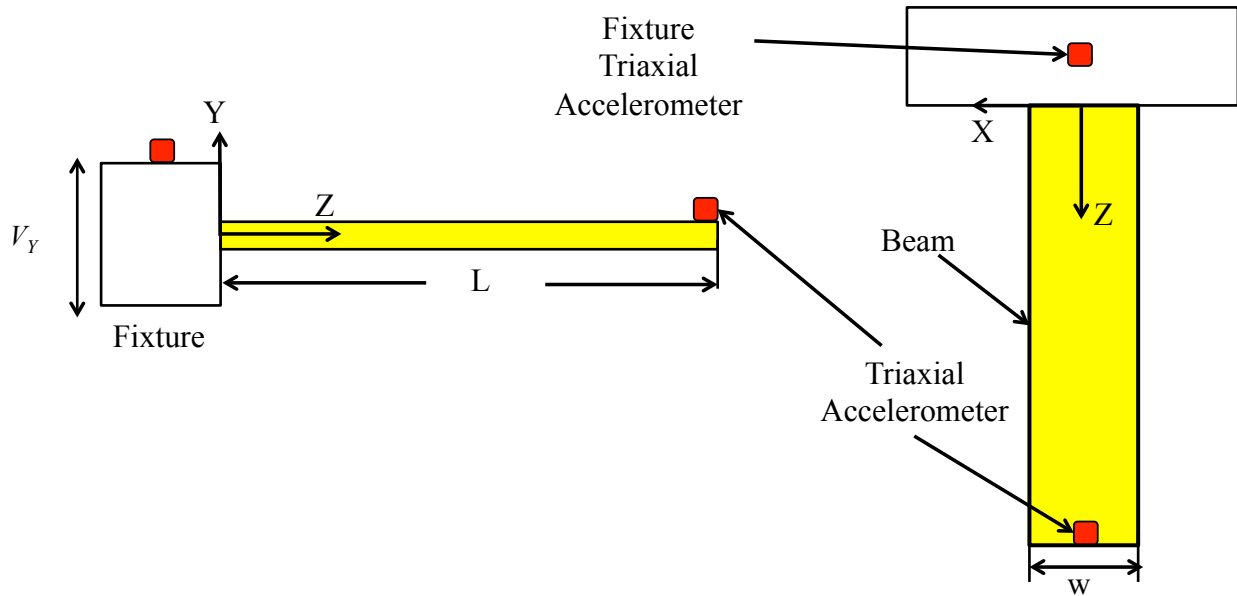 Fixture
Triaxial
Accelerometer
Y
X
V_Y
Z
Z
Beam
L
Fixture
Triaxial
Accelerometer
w